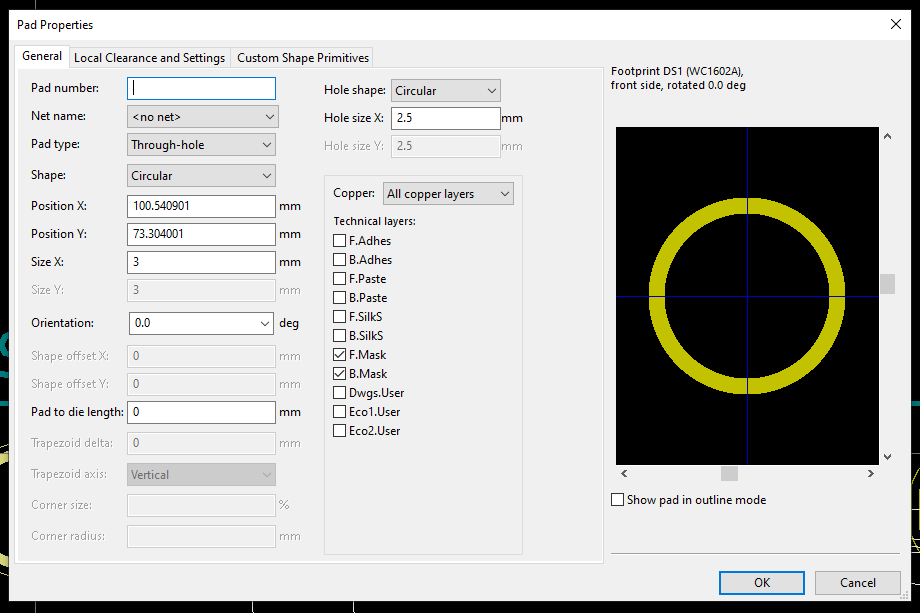 Pad Properties
General
Local Clearance and Settings
Custom Shape Primitives
Pad number:
Net name: <no net>
Pad type: Through-hole
Shape: Circular
Position X: 100.540901 mm
Position Y: 73.304001 mm
Size X: 3 mm
Size Y: 3 mm
Orientation: 0.0 deg
Shape offset X: 0 mm
Shape offset Y: 0 mm
Pad to die length: 0 mm
Trapezoid delta: 0 mm
Trapezoid axis: Vertical
Corner size: %
Corner radius: mm
Hole shape: Circular
Hole size X: 2.5 mm
Hole size Y: 2.5 mm
Copper: All copper layers
Technical layers:
F.Adhes
B.Adhes
F.Paste
B.Paste
F.SilkS
B.SilkS
F.Mask
B.Mask
Dwgs.User
Eco1.User
Eco2.User
Footprint DS1 (WC1602A),
front side, rotated 0.0 deg
Show pad in outline mode
OK
Cancel